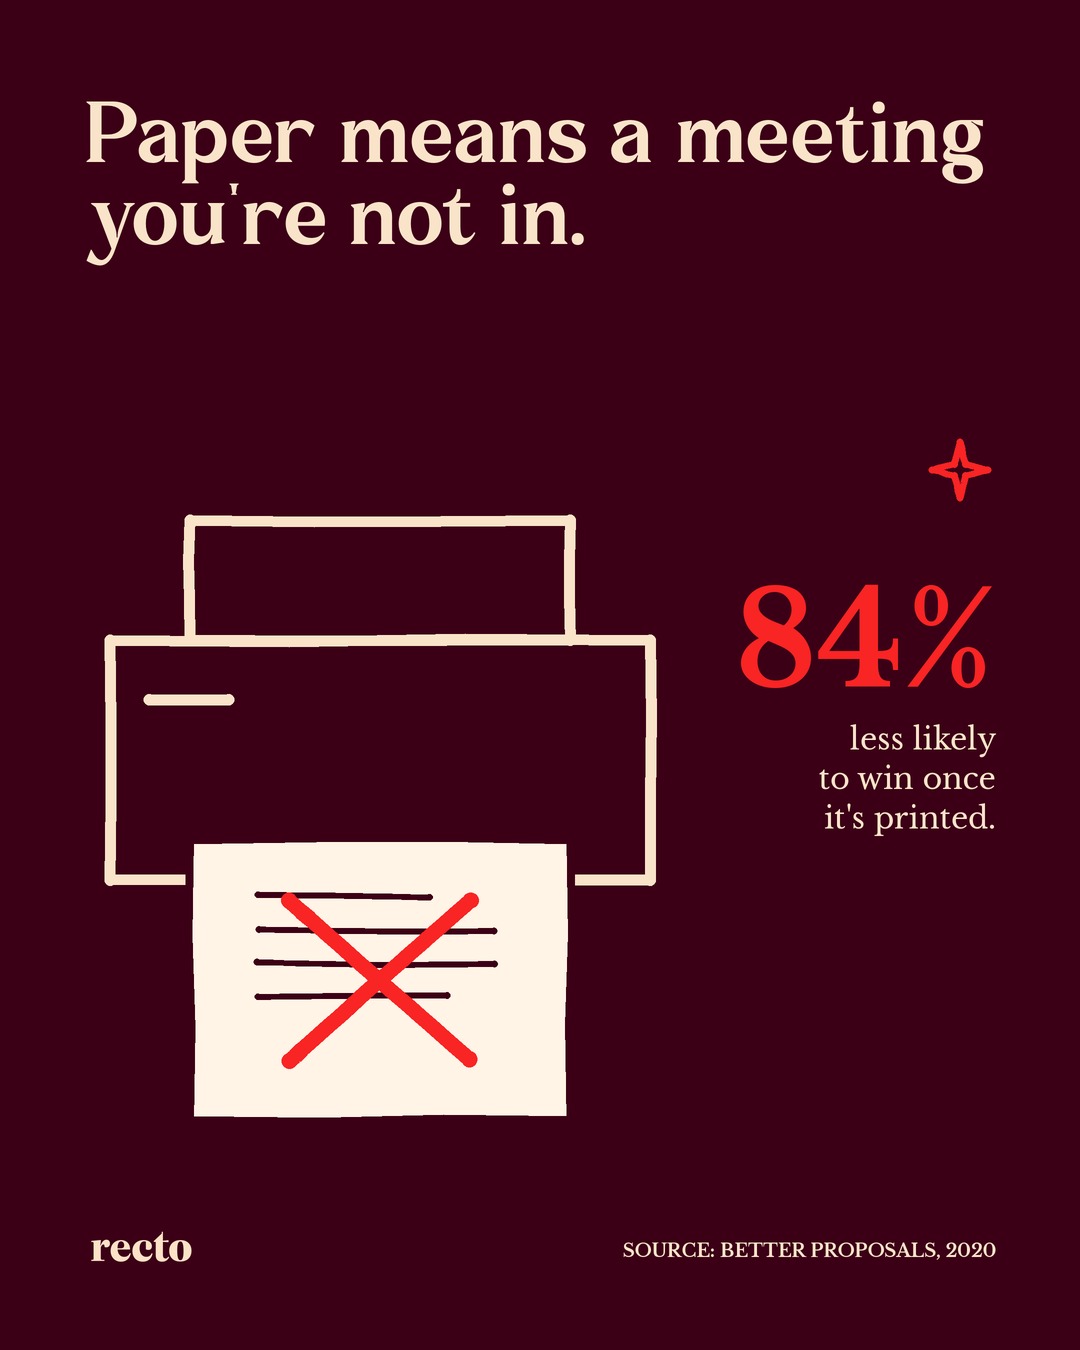 Paper means a meeting
you're not in.
84%
less likely
to win once
it's printed.
recto
SOURCE: BETTER PROPOSALS, 2020